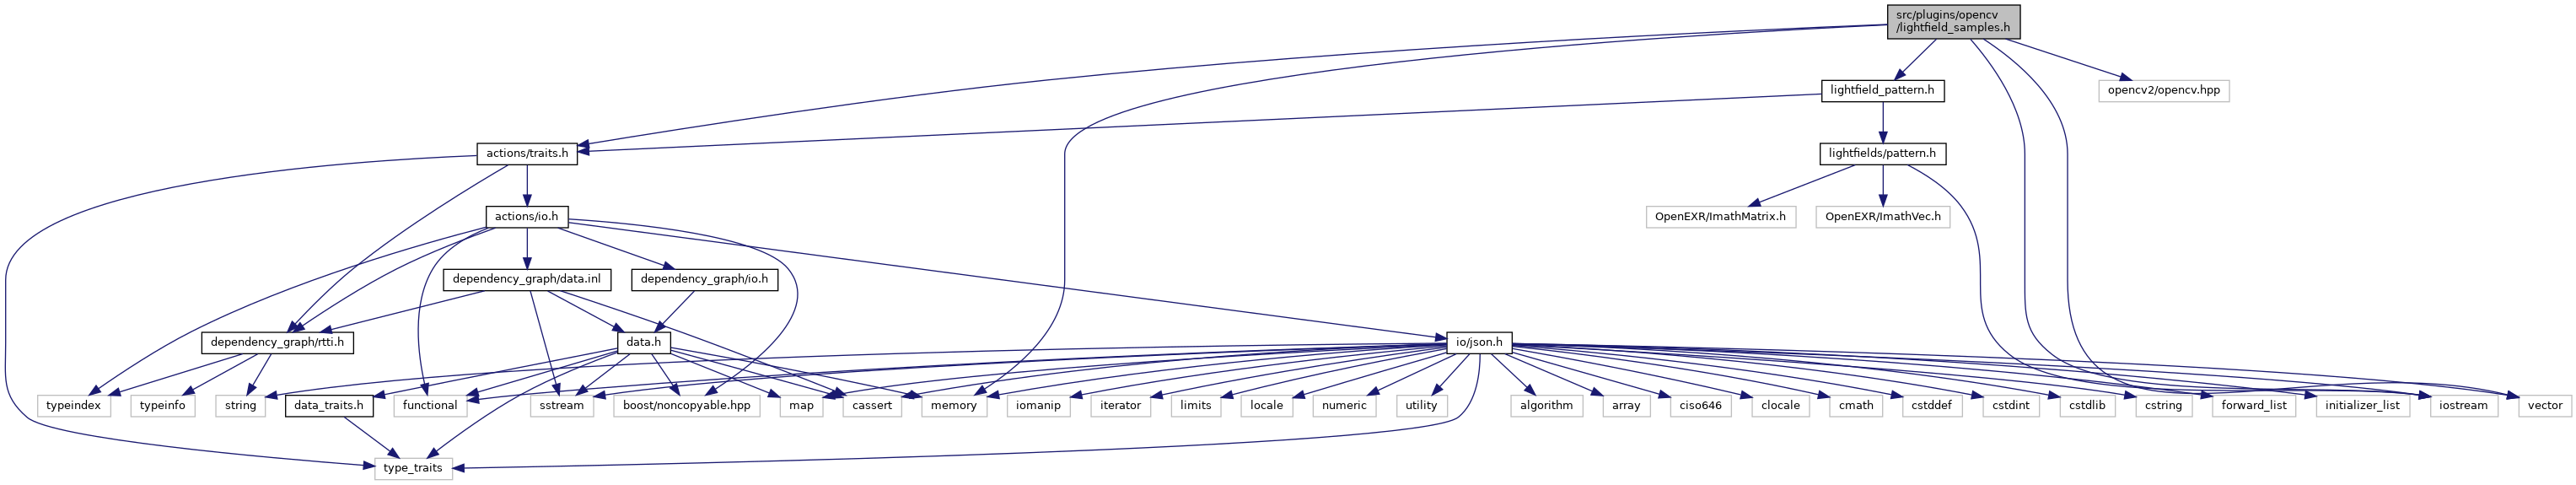 src/plugins/opencv
/lightfield_samples.h
lightfield_pattern.h
opencv2/opencv.hpp
actions/traits.h
lightfields/pattern.h
actions/io.h
OpenEXR/ImathMatrix.h
OpenEXR/ImathVec.h
dependency_graph/data.inl
dependency_graph/io.h
dependency_graph/rtti.h
data.h
io/json.h
typeindex
typeinfo
string
data_traits.h
functional
sstream
boost/noncopyable.hpp
map
cassert
memory
iomanip
iterator
limits
locale
numeric
utility
algorithm
array
ciso646
clocale
cmath
cstddef
cstdint
cstdlib
cstring
forward_list
initializer_list
iostream
vector
type_traits